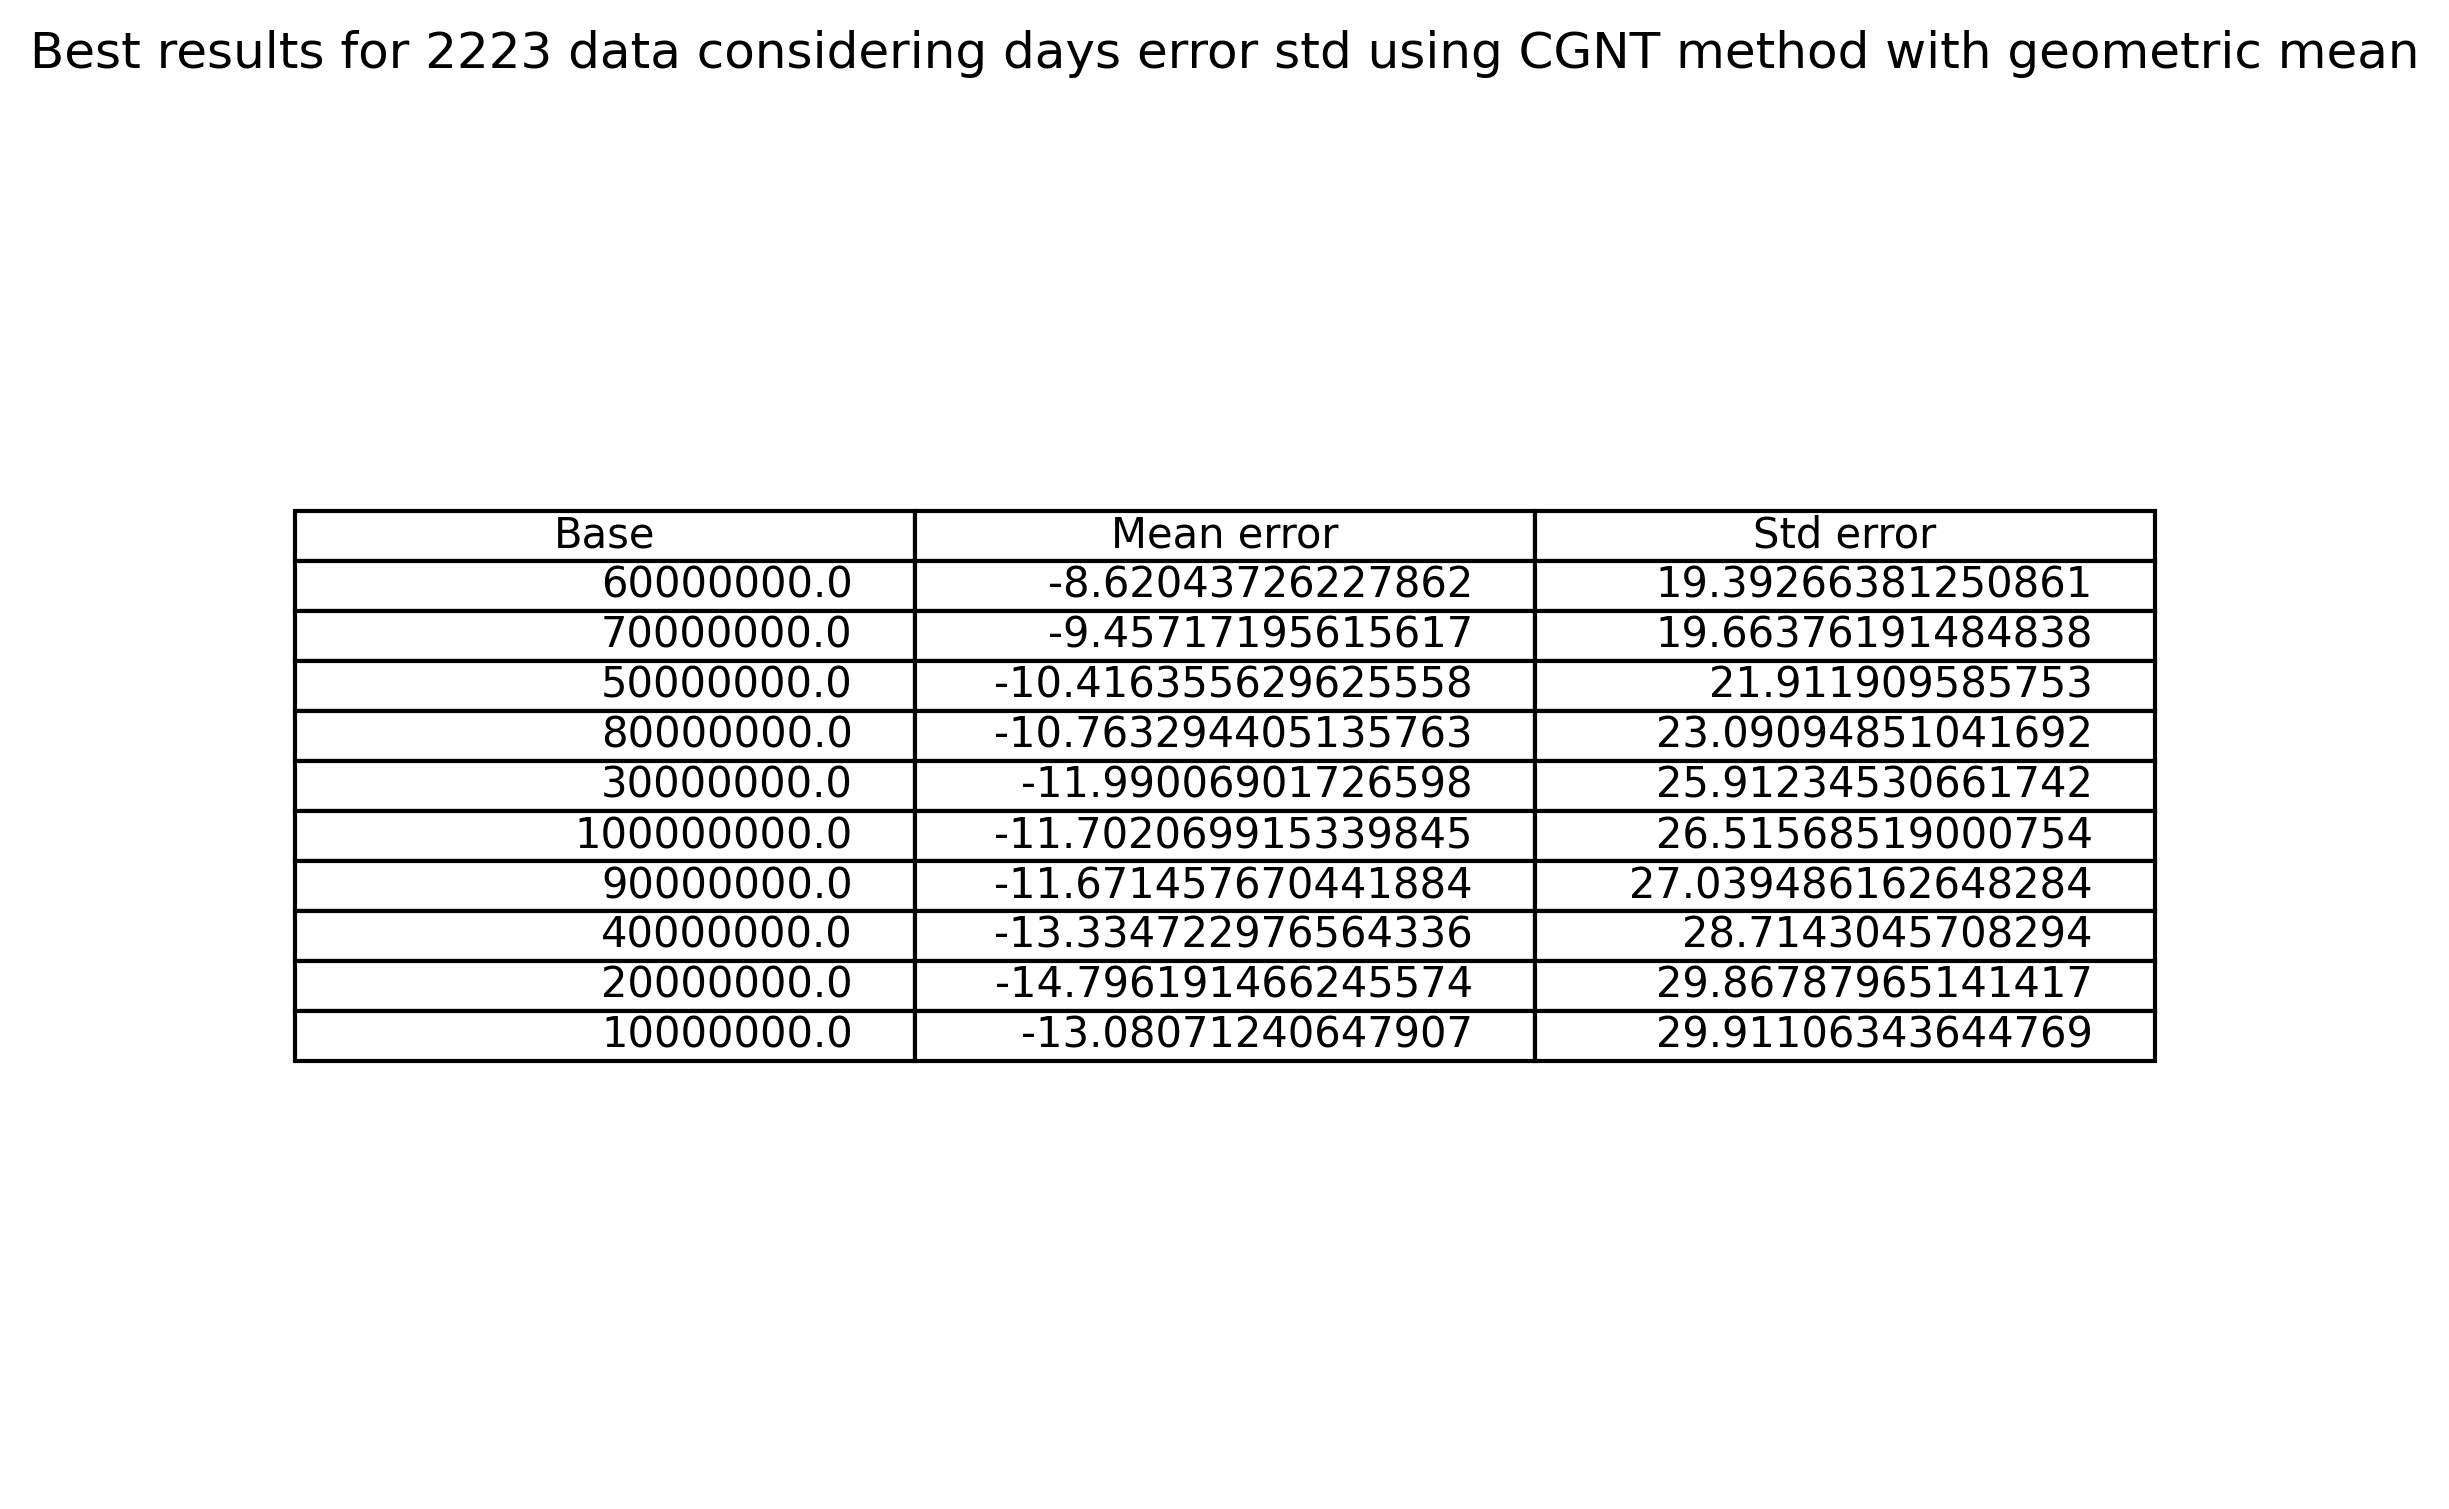 Best results for 2223 data considering days error std using CGNT method with geometric mean
Base Mean error Std error
60000000.0 -8.62043726227862 19.39266381250861
70000000.0 -9.45717195615617 19.66376191484838
50000000.0 -10.416355629625558 21.911909585753
80000000.0 -10.763294405135763 23.09094851041692
30000000.0 -11.99006901726598 25.91234530661742
100000000.0 -11.702069915339845 26.51568519000754
90000000.0 -11.671457670441884 27.039486162648284
40000000.0 -13.334722976564336 28.7143045708294
20000000.0 -14.796191466245574 29.86787965141417
10000000.0 -13.08071240647907 29.91106343644769